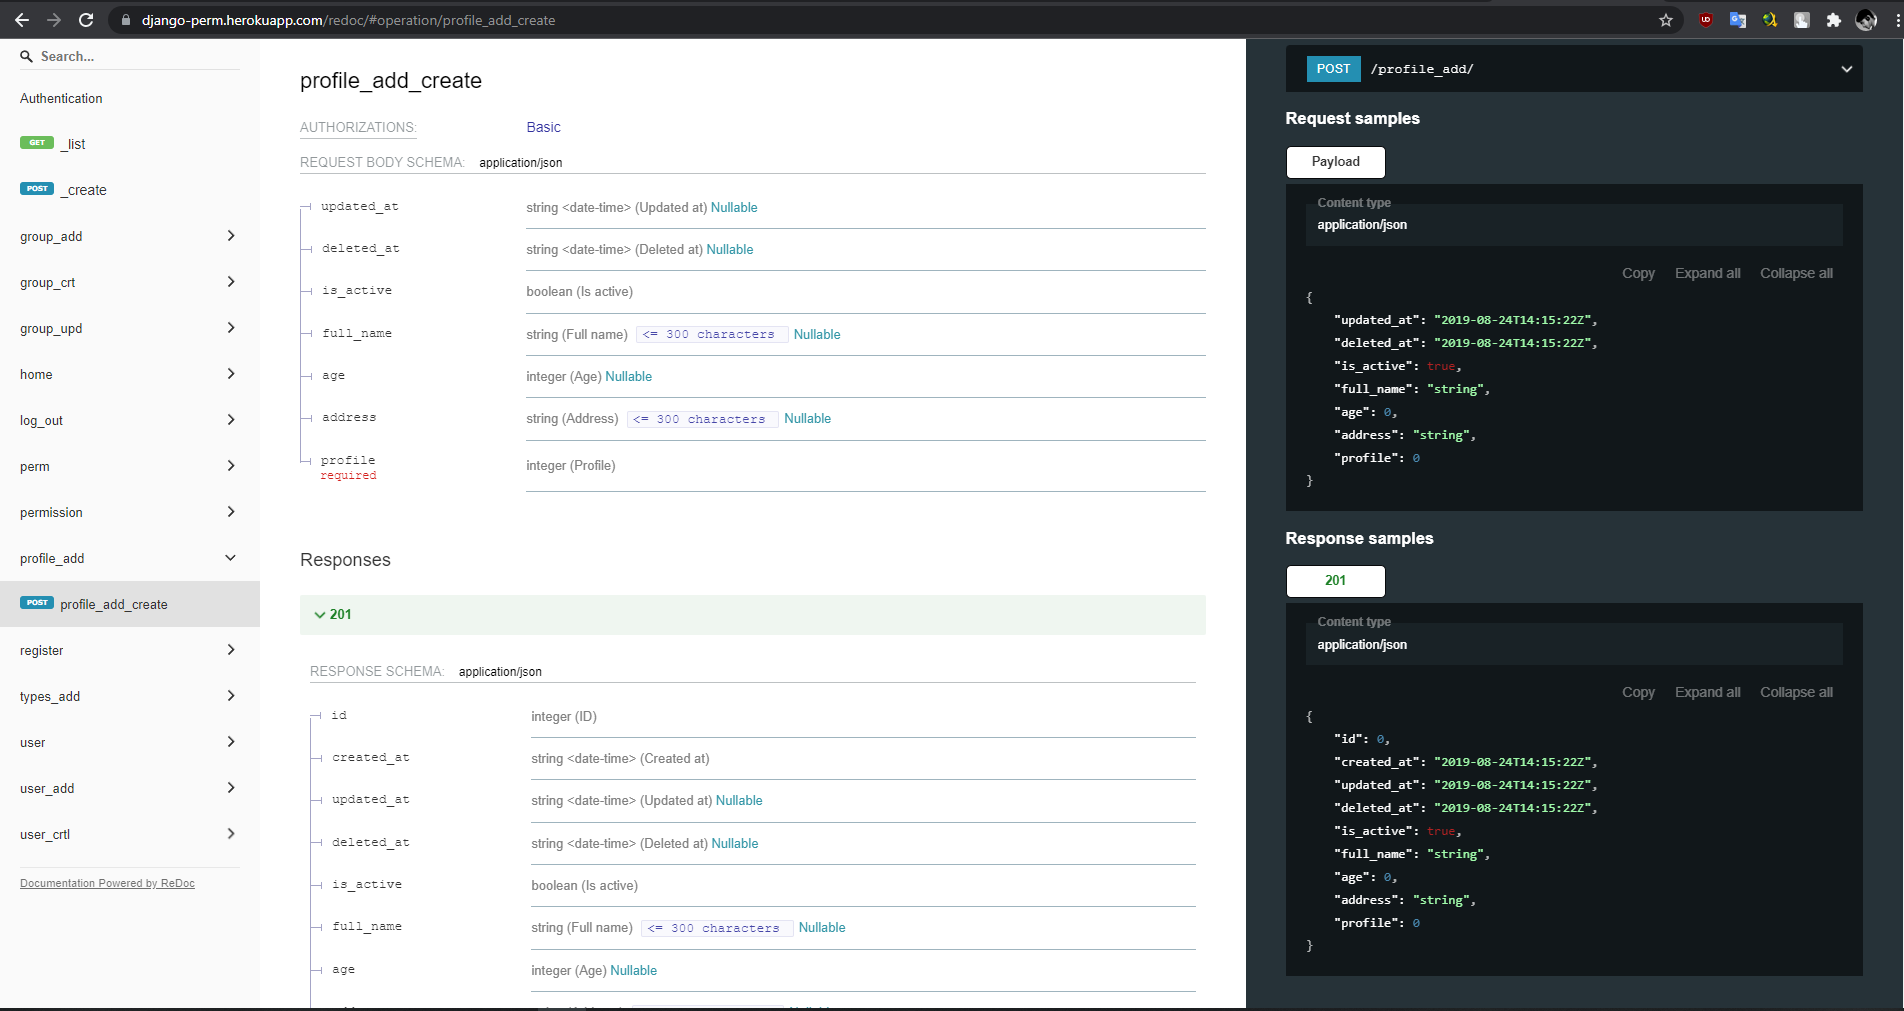 django-perm.herokuapp.com/redoc/#operation/profile_add_create
Search...
Authentication
GET _list
POST _create
group_add
group_crt
group_upd
home
log_out
perm
permission
profile_add
POST profile_add_create
register
types_add
user
user_add
user_crtl
Documentation Powered by ReDoc
profile_add_create
AUTHORIZATIONS: Basic
REQUEST BODY SCHEMA: application/json
updated_at string <date-time> (Updated at) Nullable
deleted_at string <date-time> (Deleted at) Nullable
is_active boolean (Is active)
full_name string (Full name) <= 300 characters Nullable
age integer (Age) Nullable
address string (Address) <= 300 characters Nullable
profile integer (Profile)
required
Responses
201
RESPONSE SCHEMA: application/json
id integer (ID)
created_at string <date-time> (Created at)
updated_at string <date-time> (Updated at) Nullable
deleted_at string <date-time> (Deleted at) Nullable
is_active boolean (Is active)
full_name string (Full name) <= 300 characters Nullable
age integer (Age) Nullable
POST /profile_add/
Request samples
Payload
Content type
application/json
Copy Expand all Collapse all
{
"updated_at": "2019-08-24T14:15:22Z",
"deleted_at": "2019-08-24T14:15:22Z",
"is_active": true,
"full_name": "string",
"age": 0,
"address": "string",
"profile": 0
}
Response samples
201
Content type
application/json
Copy Expand all Collapse all
{
"id": 0,
"created_at": "2019-08-24T14:15:22Z",
"updated_at": "2019-08-24T14:15:22Z",
"deleted_at": "2019-08-24T14:15:22Z",
"is_active": true,
"full_name": "string",
"age": 0,
"address": "string",
"profile": 0
}